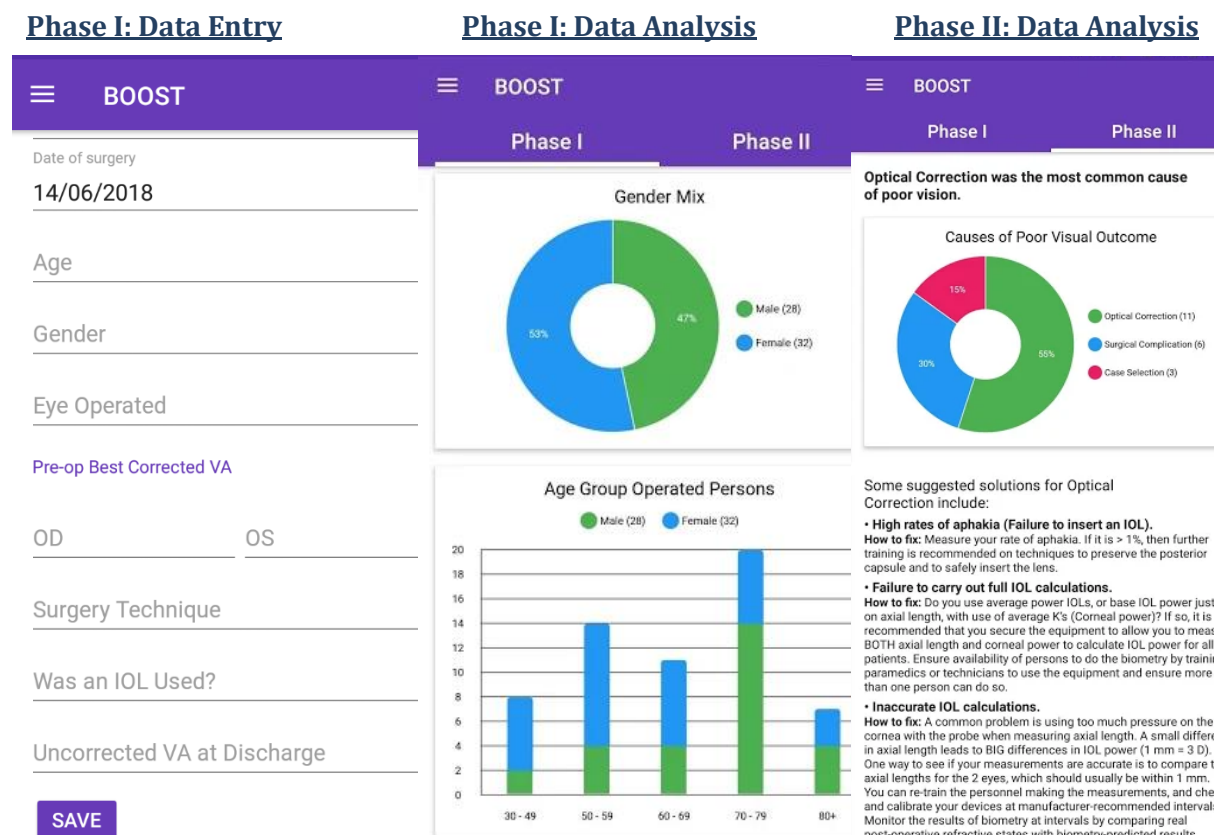 Phase I: Data Entry
BOOST
Date of surgery
14/06/2018
Age
Gender
Eye Operated
Pre-op Best Corrected VA
OD OS
Surgery Technique
Was an IOL Used?
Uncorrected VA at Discharge
SAVE
Phase I: Data Analysis
BOOST
Phase I Phase II
Gender Mix
53%
47%
Male (28)
Female (32)
Age Group Operated Persons
Male (28) Female (32)
20
18
16
14
12
10
8
6
4
2
0
30 - 49 50 - 59 60 - 69 70 - 79 80+
Phase II: Data Analysis
BOOST
Phase I Phase II
Optical Correction was the most common cause
of poor vision.
Causes of Poor Visual Outcome
15%
30%
55%
Optical Correction (11)
Surgical Complication (6)
Case Selection (3)
Some suggested solutions for Optical
Correction include:
• High rates of aphakia (Failure to insert an IOL).
How to fix: Measure your rate of aphakia. If it is > 1%, then further
training is recommended on techniques to preserve the posterior
capsule and to safely insert the lens.
• Failure to carry out full IOL calculations.
How to fix: Do you use average power IOLs, or base IOL power just
on axial length, with use of average K's (Corneal power)? If so, it is
recommended that you secure the equipment to allow you to meas
BOTH axial length and corneal power to calculate IOL power for all
patients. Ensure availability of persons to do the biometry by traini
paramedics or technicians to use the equipment and ensure more
than one person can do so.
• Inaccurate IOL calculations.
How to fix: A common problem is using too much pressure on the
cornea with the probe when measuring axial length. A small differe
in axial length leads to BIG differences in IOL power (1 mm = 3 D).
One way to see if your measurements are accurate is to compare t
axial lengths for the 2 eyes, which should usually be within 1 mm.
You can re-train the personnel making the measurements, and che
and calibrate your devices at manufacturer-recommended interval
Monitor the results of biometry at intervals by comparing real
post-operative refractive states with biometry-predicted results